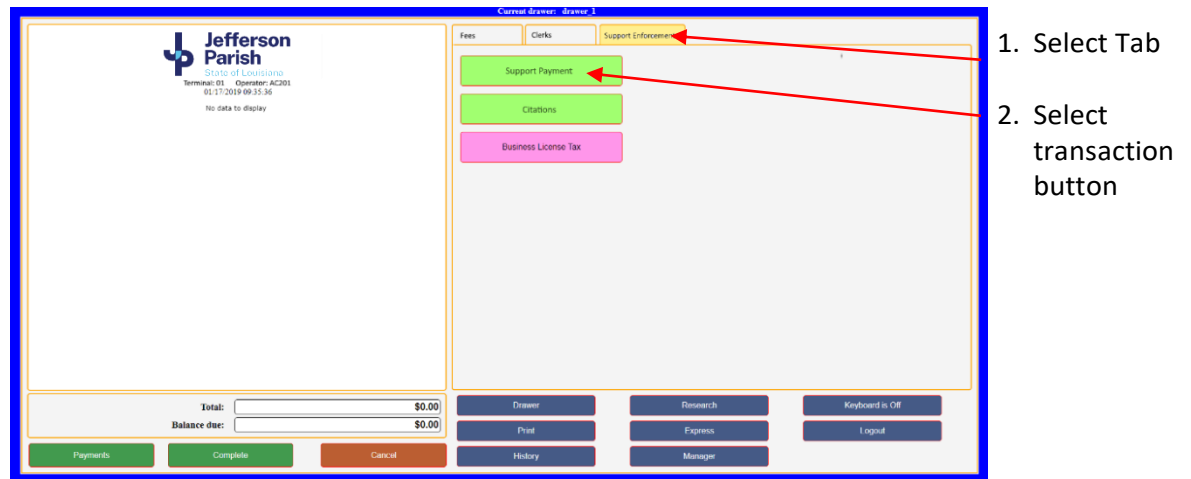 Current drawer: drawer_1
Jefferson
Parish
State of Louisiana
Terminal: 01 Operator: AC201
01/17/2019 09:35:36
No data to display
Fees Clerks Support Enforcement
Support Payment
Citations
Business License Tax
1. Select Tab
2. Select
transaction
button
Total: $0.00
Balance due: $0.00
Payments Complete Cancel
Drawer Research Keyboard is Off
Print Express Logout
History Manager